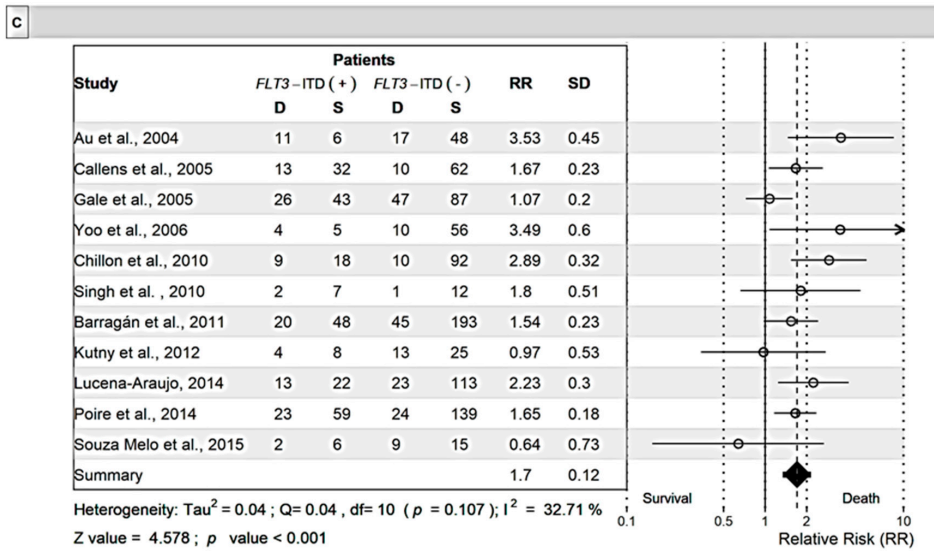 C
Patients
Study FLT3–ITD ( + ) FLT3–ITD ( - ) RR SD
D S D S
Au et al., 2004 11 6 17 48 3.53 0.45
Callens et al., 2005 13 32 10 62 1.67 0.23
Gale et al., 2005 26 43 47 87 1.07 0.2
Yoo et al., 2006 4 5 10 56 3.49 0.6
Chillon et al., 2010 9 18 10 92 2.89 0.32
Singh et al. , 2010 2 7 1 12 1.8 0.51
Barragán et al., 2011 20 48 45 193 1.54 0.23
Kutny et al., 2012 4 8 13 25 0.97 0.53
Lucena-Araujo, 2014 13 22 23 113 2.23 0.3
Poire et al., 2014 23 59 24 139 1.65 0.18
Souza Melo et al., 2015 2 6 9 15 0.64 0.73
Summary 1.7 0.12
Survival Death
Heterogeneity: Tau² = 0.04 ; Q= 0.04 , df= 10 ( p = 0.107 ); I² = 32.71 %
0.1 0.5 1 2 10
Z value = 4.578 ; p value < 0.001
Relative Risk (RR)